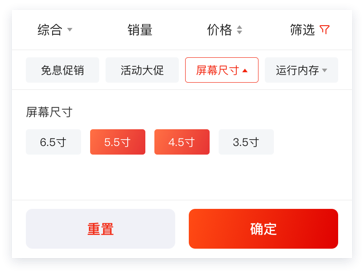 综合 销量 价格 筛选
免息促销 活动大促 屏幕尺寸 运行内存
屏幕尺寸
6.5寸 5.5寸 4.5寸 3.5寸
重置 确定